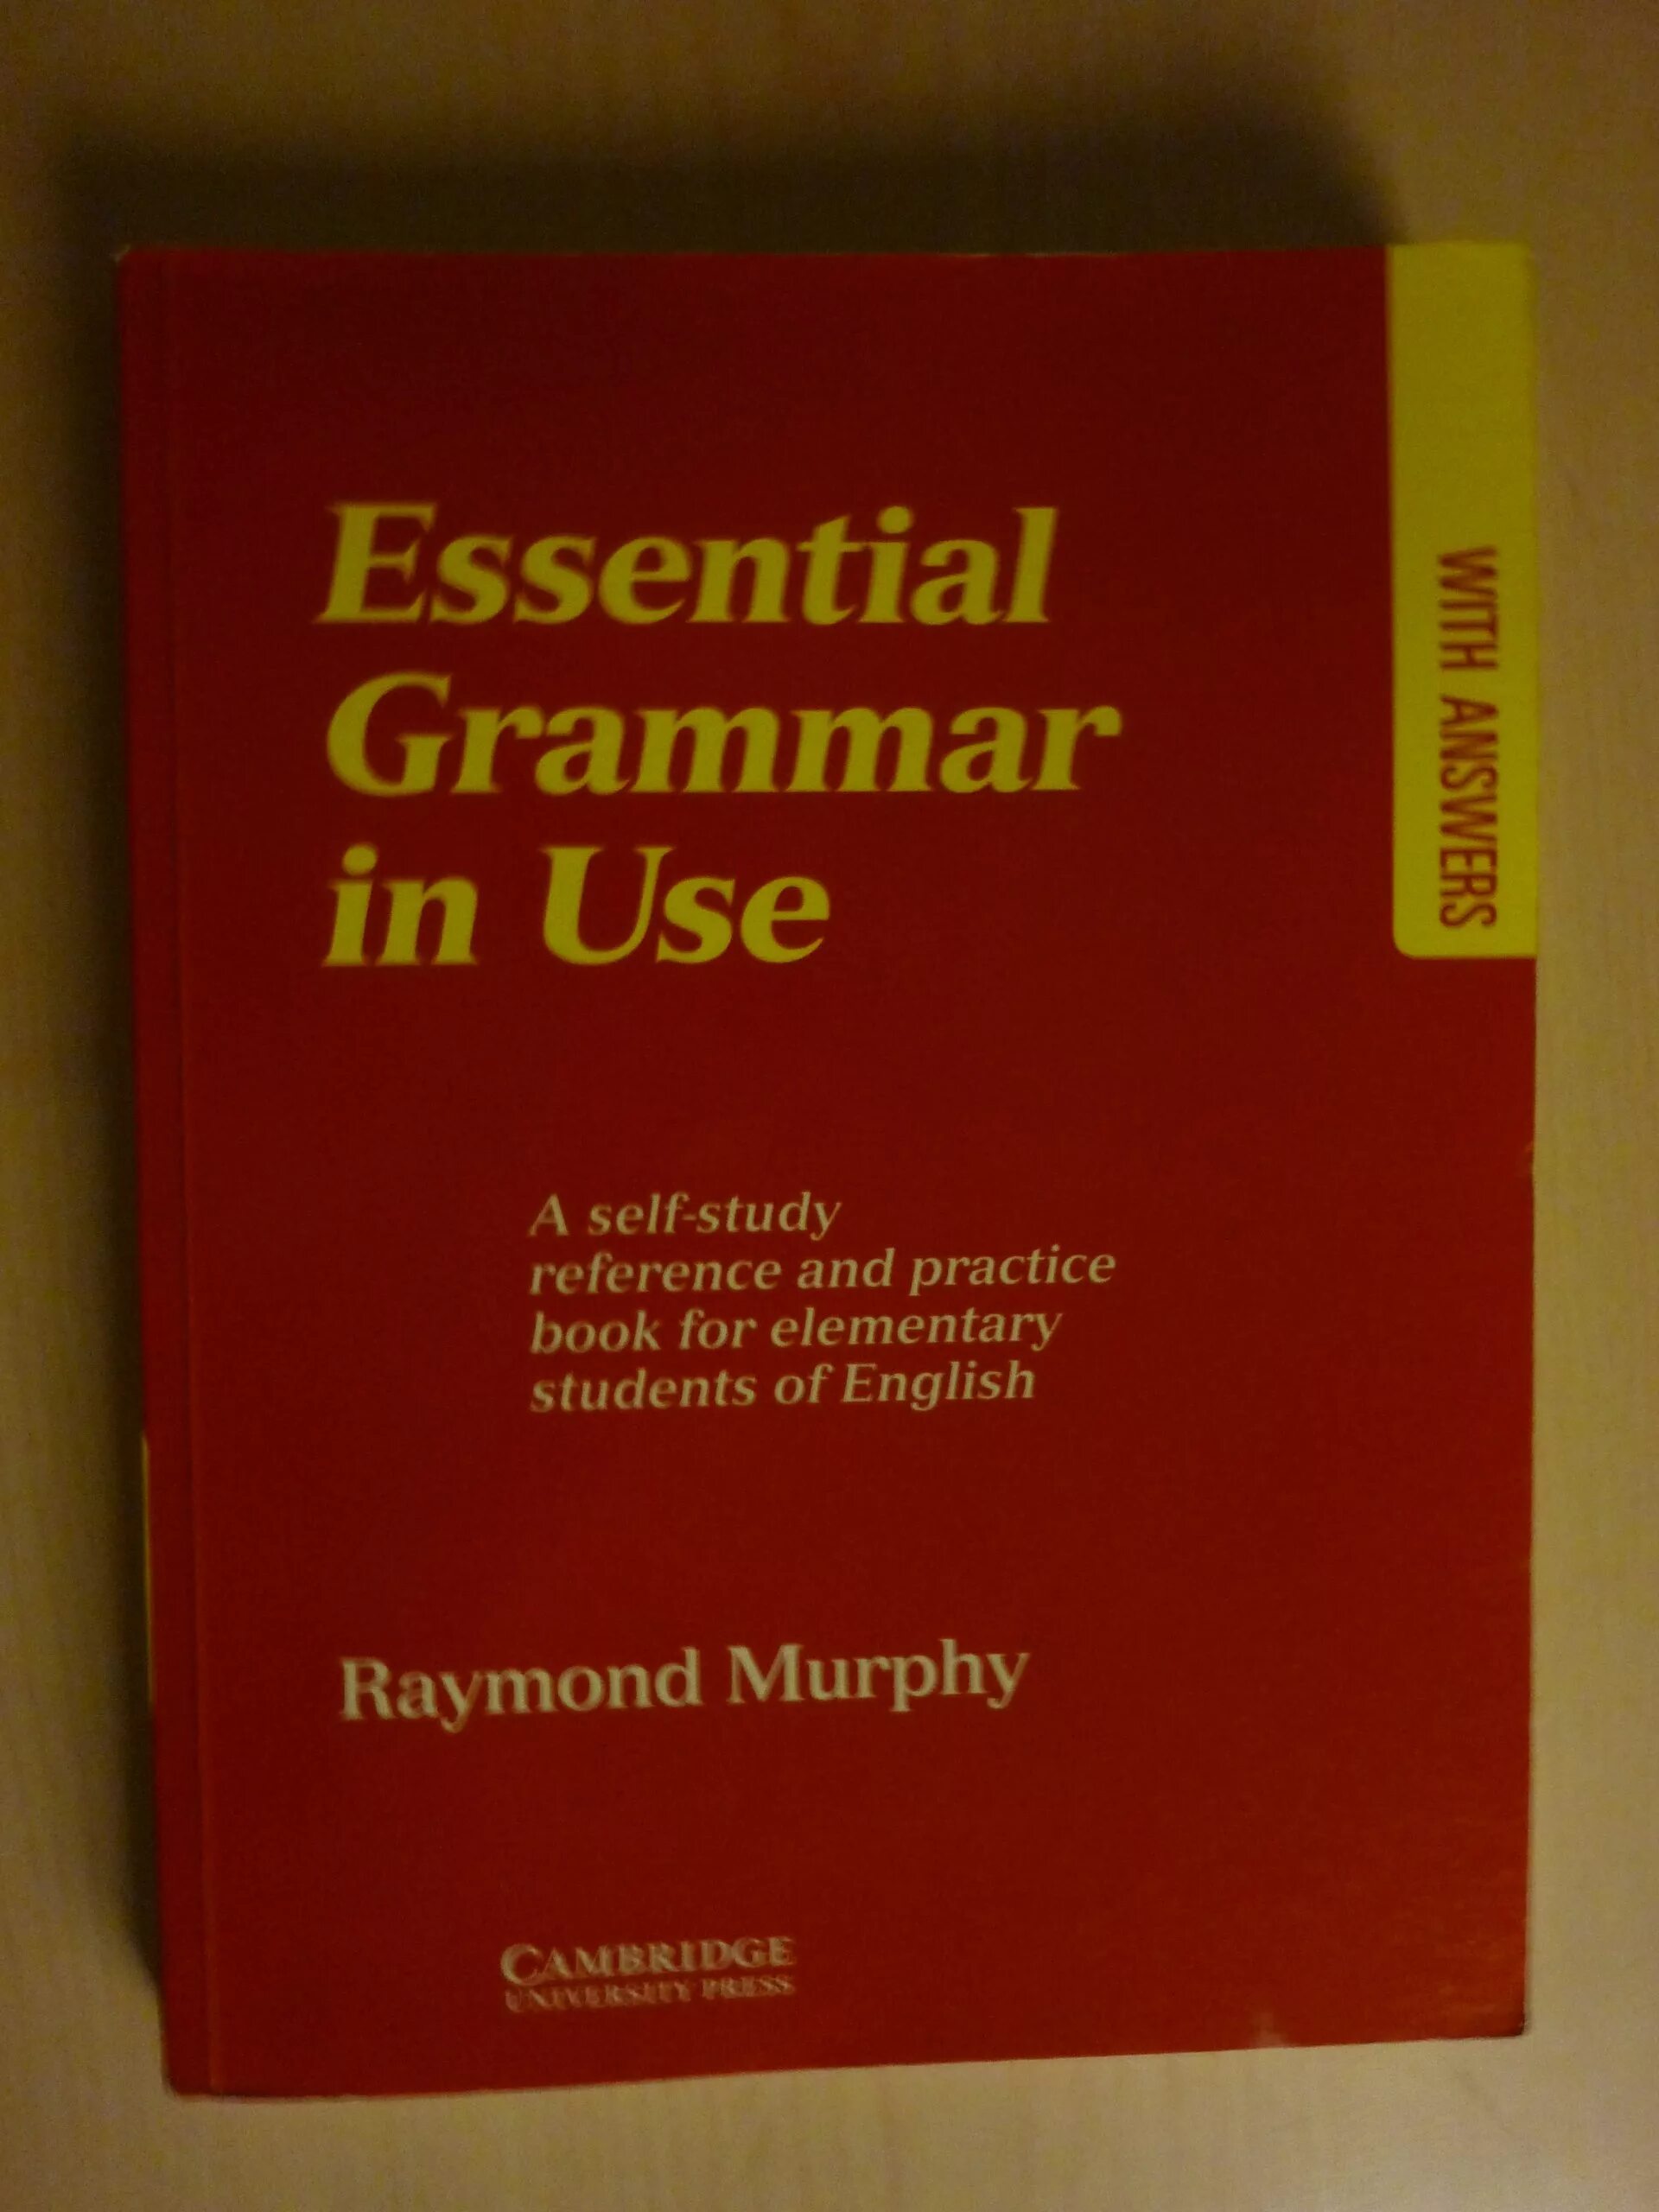 WITH ANSWERS
Essential
Grammar
in Use
A self-study
reference and practice
book for elementary
students of English
Raymond Murphy
CAMBRIDGE
UNIVERSITY PRESS